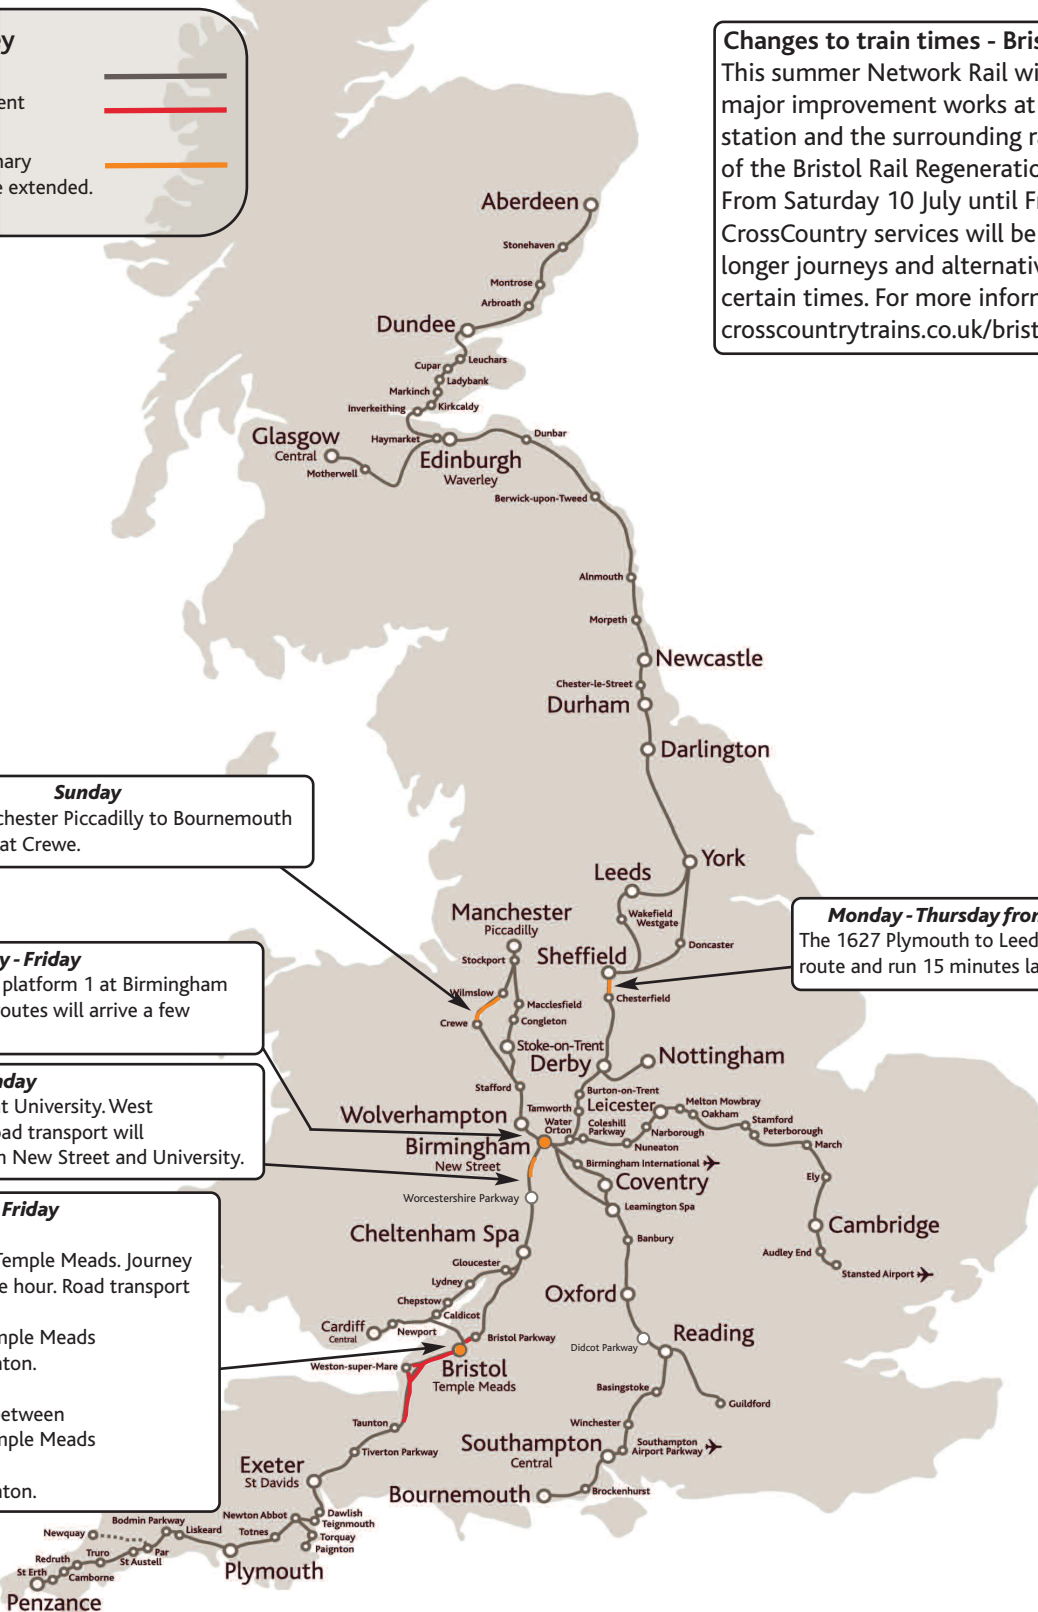 ey
ent
nary
e extended.
Changes to train times - Bris
This summer Network Rail wi
major improvement works at
station and the surrounding ra
of the Bristol Rail Regeneratio
From Saturday 10 July until Fr
CrossCountry services will be
longer journeys and alternativ
certain times. For more inform
crosscountrytrains.co.uk/brist
Aberdeen
Stonehaven
Montrose
Arbroath
Dundee
Leuchars
Cupar
Ladybank
Markinch
Kirkcaldy
Inverkeithing
Glasgow
Central
Haymarket
Dunbar
Edinburgh
Waverley
Motherwell
Berwick-upon-Tweed
Alnmouth
Morpeth
Newcastle
Chester-le-Street
Durham
Darlington
Sunday
chester Piccadilly to Bournemouth
at Crewe.
York
Leeds
Wakefield
Westgate
Manchester
Piccadilly
Doncaster
Monday - Thursday from
The 1627 Plymouth to Leed
route and run 15 minutes la
Sheffield
Stockport
y - Friday
platform 1 at Birmingham
outes will arrive a few
Wilmslow
Chesterfield
Macclesfield
Crewe
Congleton
Stoke-on-Trent
Derby
Nottingham
nday
at University. West
oad transport will
n New Street and University.
Stafford
Burton-on-Trent
Tamworth
Leicester
Melton Mowbray
Oakham
Stamford
Peterborough
March
Wolverhampton
Water
Orton
Coleshill
Parkway
Narborough
Nuneaton
Birmingham
New Street
Birmingham International
Ely
Coventry
Worcestershire Parkway
Leamington Spa
Cambridge
Cheltenham Spa
Banbury
Audley End
Stansted Airport
Friday
Temple Meads. Journey
e hour. Road transport
mple Meads
nton.
etween
mple Meads
nton.
Gloucester
Lydney
Chepstow
Caldicot
Oxford
Cardiff
Central
Newport
Bristol Parkway
Didcot Parkway
Reading
Weston-super-Mare
Bristol
Temple Meads
Basingstoke
Guildford
Taunton
Winchester
Tiverton Parkway
Southampton
Central
Southampton
Airport Parkway
Exeter
St Davids
Bournemouth
Brockenhurst
Newton Abbot
Dawlish
Teignmouth
Bodmin Parkway
Liskeard
Totnes
Torquay
Newquay
Paignton
Par
Truro
St Austell
Redruth
Plymouth
St Erth
Camborne
Penzance